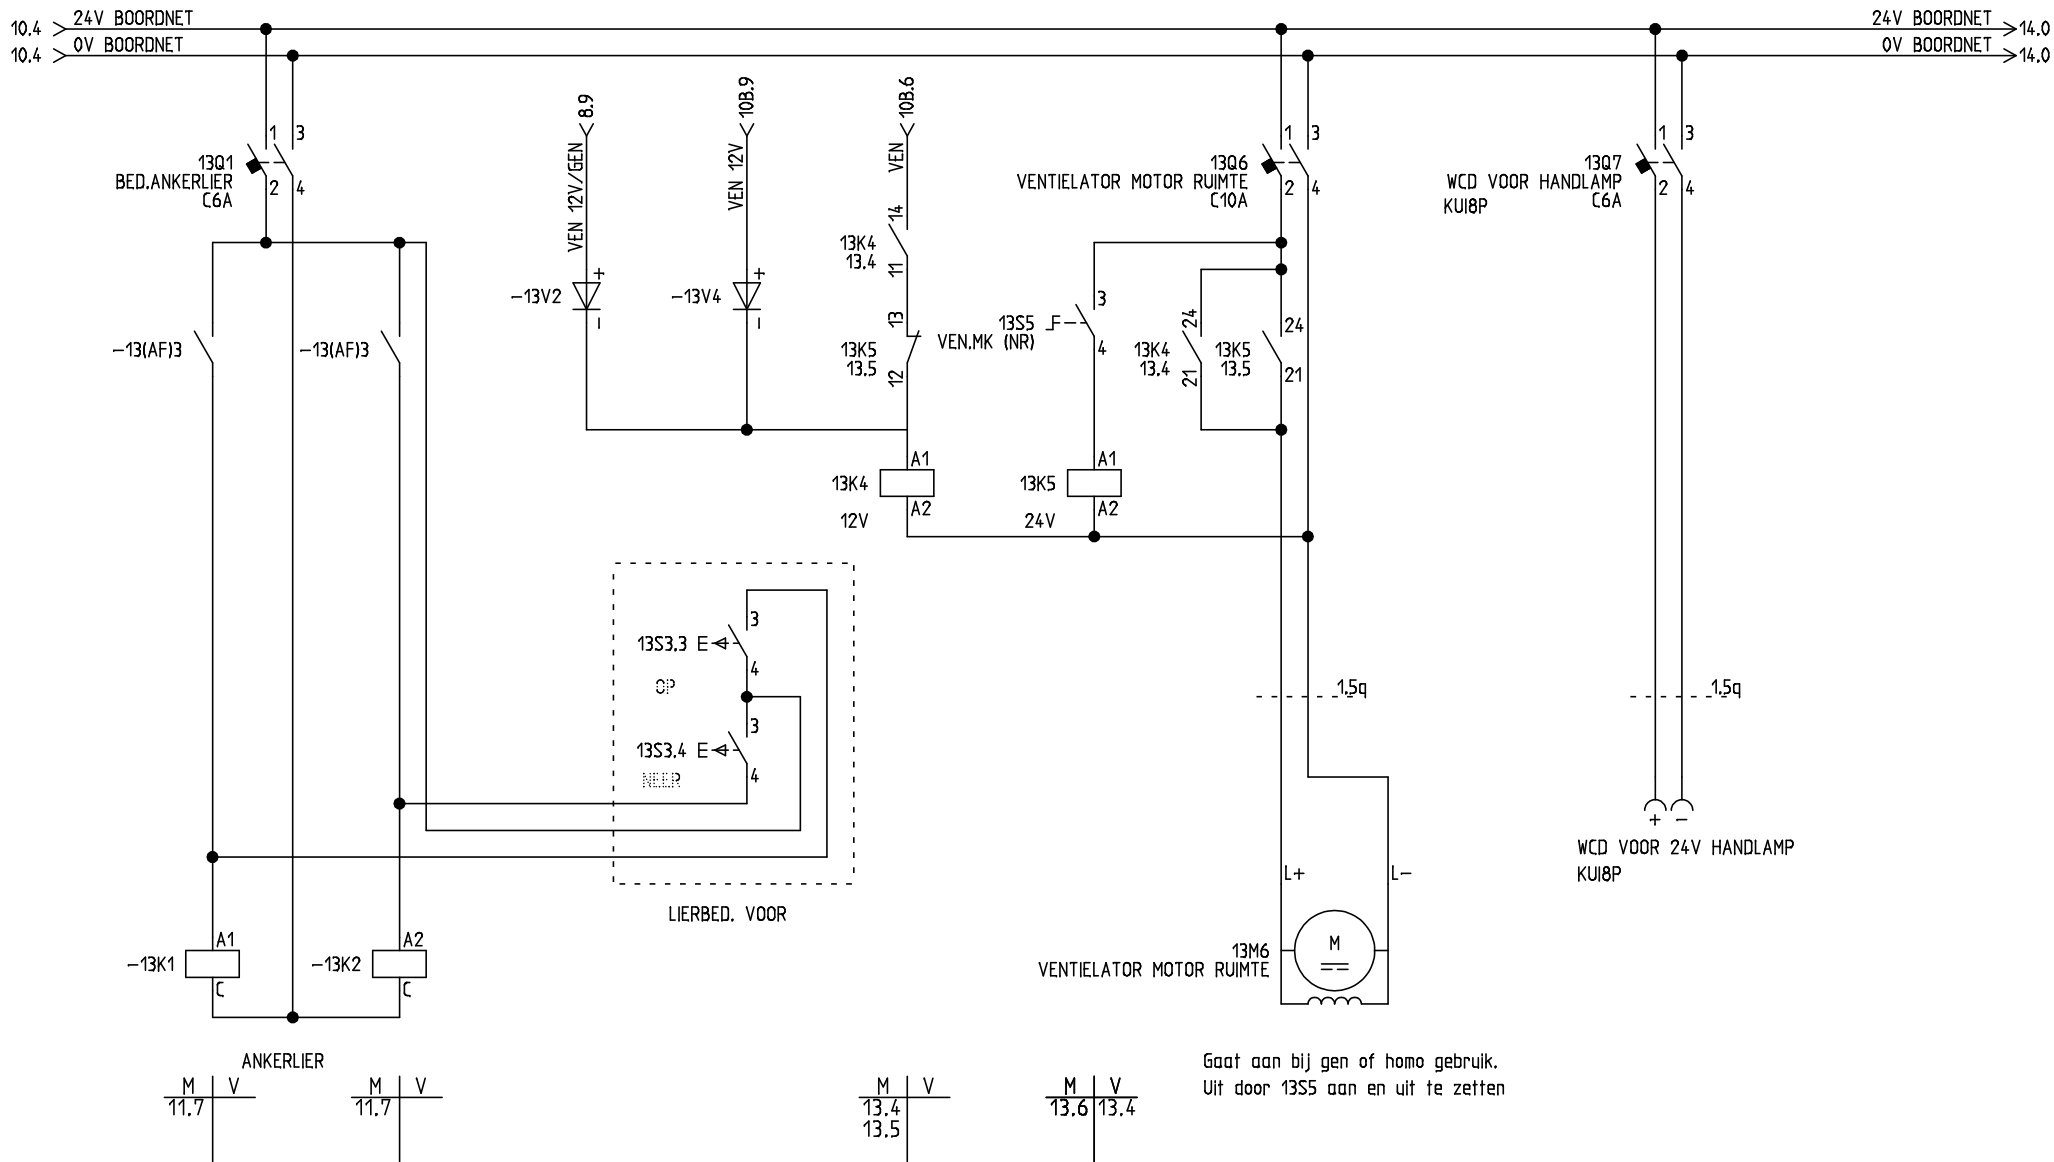 24V BOORDNET
10.4
0V BOORDNET
10.4
24V BOORDNET
14.0
0V BOORDNET
14.0
8.9
VEN 12V/GEN
10B.9
VEN 12V
10B.6
VEN
1 3
13Q1
BED.ANKERLIER
C6A
2 4
1 3
13Q6
VENTIELATOR MOTOR RUIMTE
C10A
2 4
1 3
13Q7
WCD VOOR HANDLAMP
C6A
KUI8P
2 4
-13(AF)3
-13(AF)3
+
-13V2
-
+
-13V4
-
14
13K4
13.4
11
13
13K5
13.5
12
3
13S5
VEN.MK (NR)
4
24
13K4
13.4
21
24
13K5
13.5
21
A1
13K4
A2
12V
A1
13K5
A2
24V
3
13S3.3
4
OP
3
13S3.4
4
NEER
LIERBED. VOOR
1,5q
1,5q
+ -
WCD VOOR 24V HANDLAMP
KUI8P
L+ L-
13M6
VENTIELATOR MOTOR RUIMTE
M
A1
-13K1
C
A2
-13K2
C
ANKERLIER
M V
11.7
M V
11.7
M V
13.4
13.5
M V
13.6 13.4
Gaat aan bij gen of homo gebruik.
Uit door 13S5 aan en uit te zetten